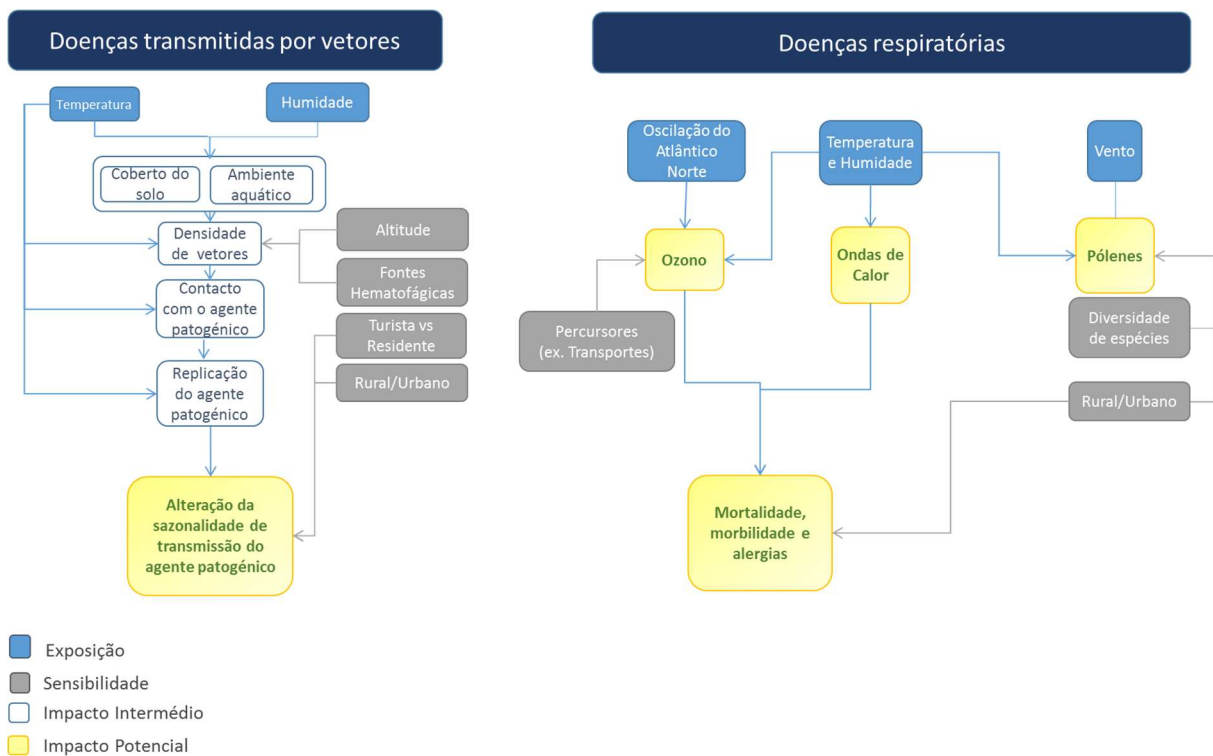 Doenças transmitidas por vetores
Temperatura
Humidade
Coberto do
solo
Ambiente
aquático
Densidade
de vetores
Altitude
Fontes
Hematofágicas
Contacto
com o agente
patogénico
Turista vs
Residente
Replicação
do agente
patogénico
Rural/Urbano
Alteração da
sazonalidade de
transmissão do
agente patogénico
Doenças respiratórias
Oscilação do
Atlântico
Norte
Temperatura
e Humidade
Vento
Ozono
Ondas de
Calor
Pólenes
Percursores
(ex. Transportes)
Diversidade
de espécies
Rural/Urbano
Mortalidade,
morbilidade e
alergias
Exposição
Sensibilidade
Impacto Intermédio
Impacto Potencial